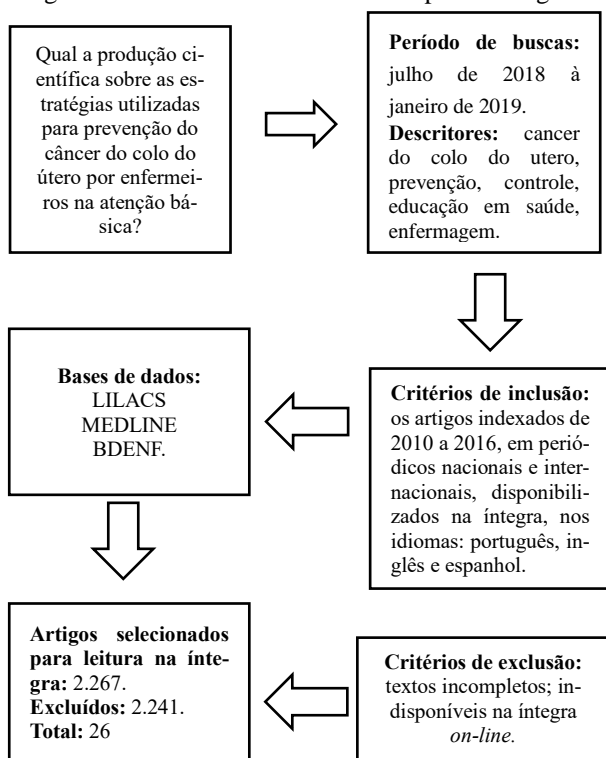 Qual a produção ci-
entífica sobre as es-
tratégias utilizadas
para prevenção do
câncer do colo do
útero por enfermei-
ros na atenção bá-
sica?
Período de buscas:
julho de 2018 à
janeiro de 2019.
Descritores: cancer
do colo do utero,
prevenção, controle,
educação em saúde,
enfermagem.
Bases de dados:
LILACS
MEDLINE
BDENF.
Critérios de inclusão:
os artigos indexados de
2010 a 2016, em perió-
dicos nacionais e inter-
nacionais, disponibili-
zados na íntegra, nos
idiomas: português, in-
glês e espanhol.
Artigos selecionados
para leitura na ínte-
gra: 2.267.
Excluídos: 2.241.
Total: 26
Critérios de exclusão:
textos incompletos; in-
disponíveis na íntegra
on-line.